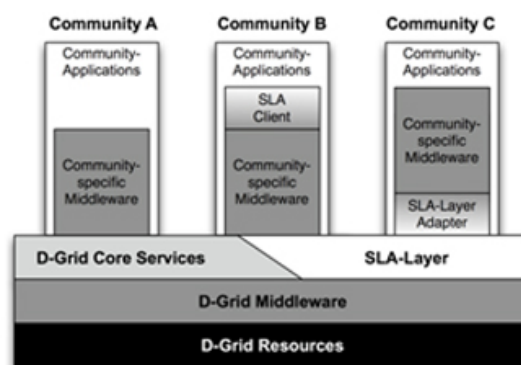 Community A
Community B
Community C
Community-
Applications
Community-
specific
Middleware
Community-
Applications
SLA
Client
Community-
specific
Middleware
Community-
Applications
Community-
specific
Middleware
SLA-Layer
Adapter
D-Grid Core Services
SLA-Layer
D-Grid Middleware
D-Grid Resources